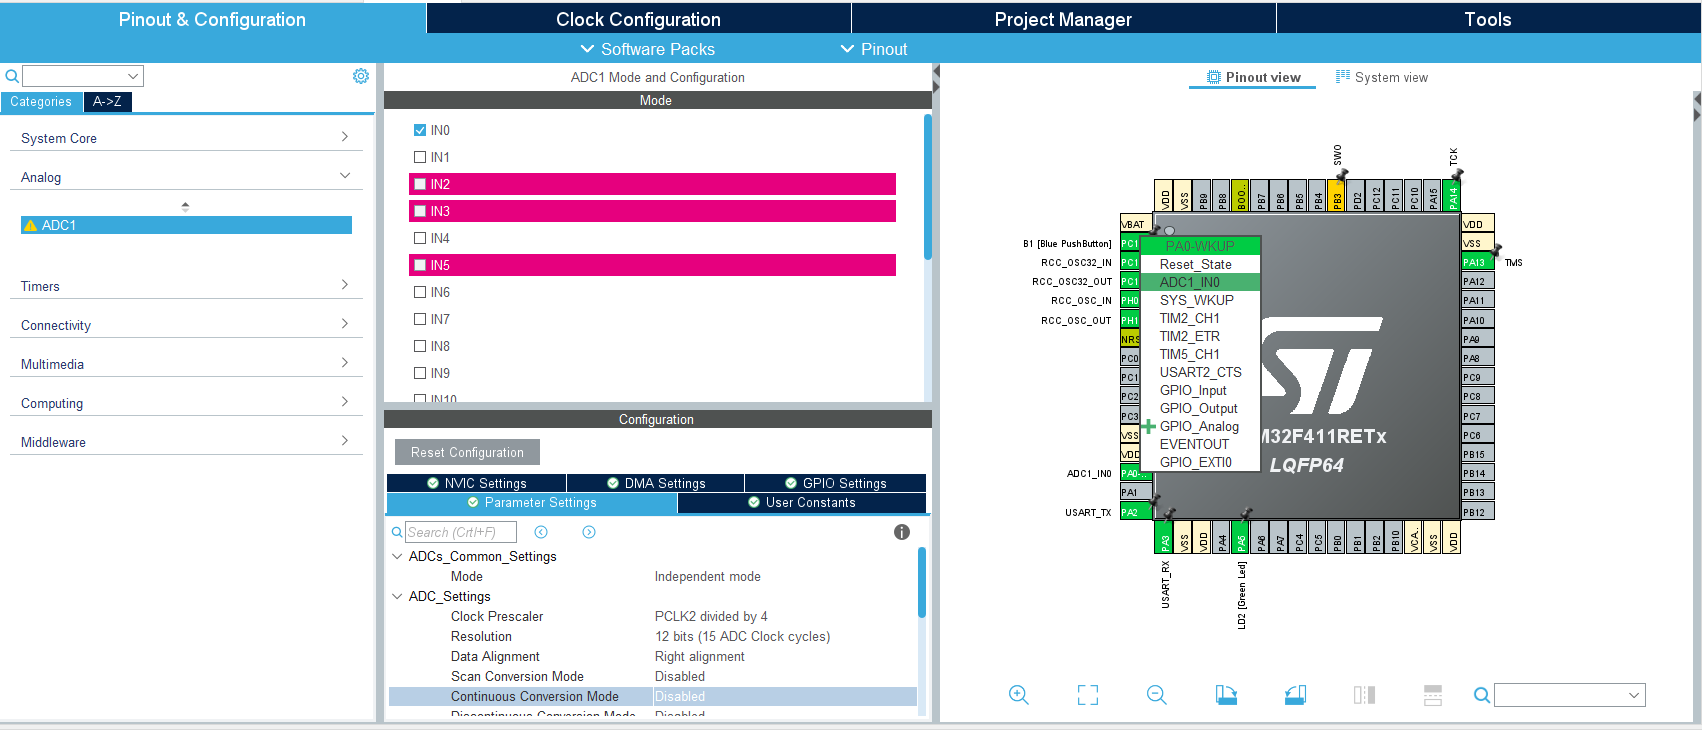 Pinout & Configuration
Clock Configuration
Project Manager
Tools
Software Packs
Pinout
Categories
A->Z
System Core
Analog
ADC1
Timers
Connectivity
Multimedia
Computing
Middleware
ADC1 Mode and Configuration
Mode
IN0
IN1
IN2
IN3
IN4
IN5
IN6
IN7
IN8
IN9
IN10
Configuration
Reset Configuration
NVIC Settings
DMA Settings
GPIO Settings
Parameter Settings
User Constants
Search (Crtl+F)
ADCs_Common_Settings
Mode Independent mode
ADC_Settings
Clock Prescaler PCLK2 divided by 4
Resolution 12 bits (15 ADC Clock cycles)
Data Alignment Right alignment
Scan Conversion Mode Disabled
Continuous Conversion Mode Disabled
Discontinuous Conversion Mode Disabled
Pinout view
System view
SWO
TCK
VDD
VSS
PB9
PB8
BOO..
PB7
PB6
PB5
PB4
PB3
PD2
PC12
PC11
PC10
PA15
PA14
VBAT
B1 [Blue PushButton]
PC1
RCC_OSC32_IN
PC1
RCC_OSC32_OUT
PC1
RCC_OSC_IN
PH0
RCC_OSC_OUT
PH1
NRS
PC0
PC1
PC2
PC3
VSS
VDD
ADC1_IN0
PA0-..
PA1
USART_TX
PA2
PA0-WKUP
Reset_State
ADC1_IN0
SYS_WKUP
TIM2_CH1
TIM2_ETR
TIM5_CH1
USART2_CTS
GPIO_Input
GPIO_Output
GPIO_Analog
EVENTOUT
GPIO_EXTI0
ST
M32F411RETx
LQFP64
VDD
VSS
PA13
TMS
PA12
PA11
PA10
PA9
PA8
PC9
PC8
PC7
PC6
PB15
PB14
PB13
PB12
PA3
VSS
VDD
PA4
PA5
PA6
PA7
PC4
PC5
PB0
PB1
PB2
PB10
VCA..
VSS
VDD
USART_RX
LD2 [Green Led]